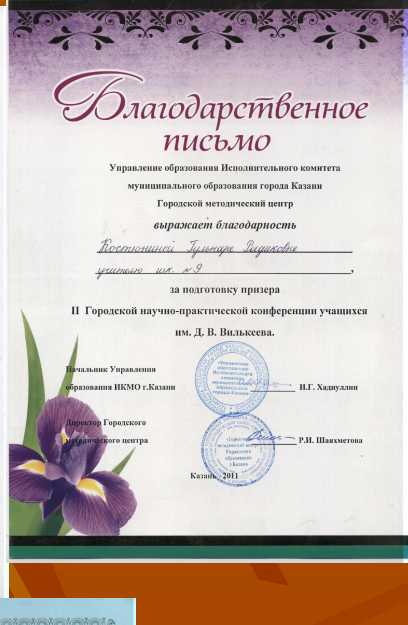 Благодарственное
письмо
Управление образования Исполнительного комитета
муниципального образования города Казани
Городской методический центр
выражает благодарность
Костюниной Гульнаре Рафиковне
учителю шк. №9 ,
за подготовку призера
II Городской научно-практической конференции учащихся
им. Д. В. Вилькеева.
Начальник Управления
образования ИКМО г.Казани И.Г. Хадиуллин
Директор Городского
методического центра Р.И. Шаяхметова
Казань 2011